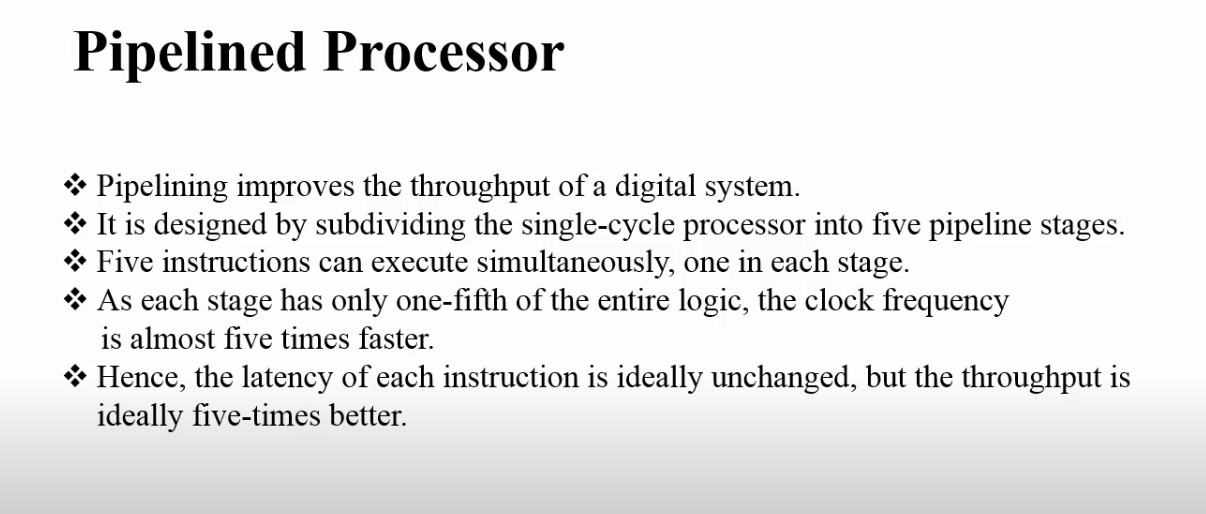 Pipelined Processor
❖ Pipelining improves the throughput of a digital system.
❖ It is designed by subdividing the single-cycle processor into five pipeline stages.
❖ Five instructions can execute simultaneously, one in each stage.
❖ As each stage has only one-fifth of the entire logic, the clock frequency
is almost five times faster.
❖ Hence, the latency of each instruction is ideally unchanged, but the throughput is
ideally five-times better.